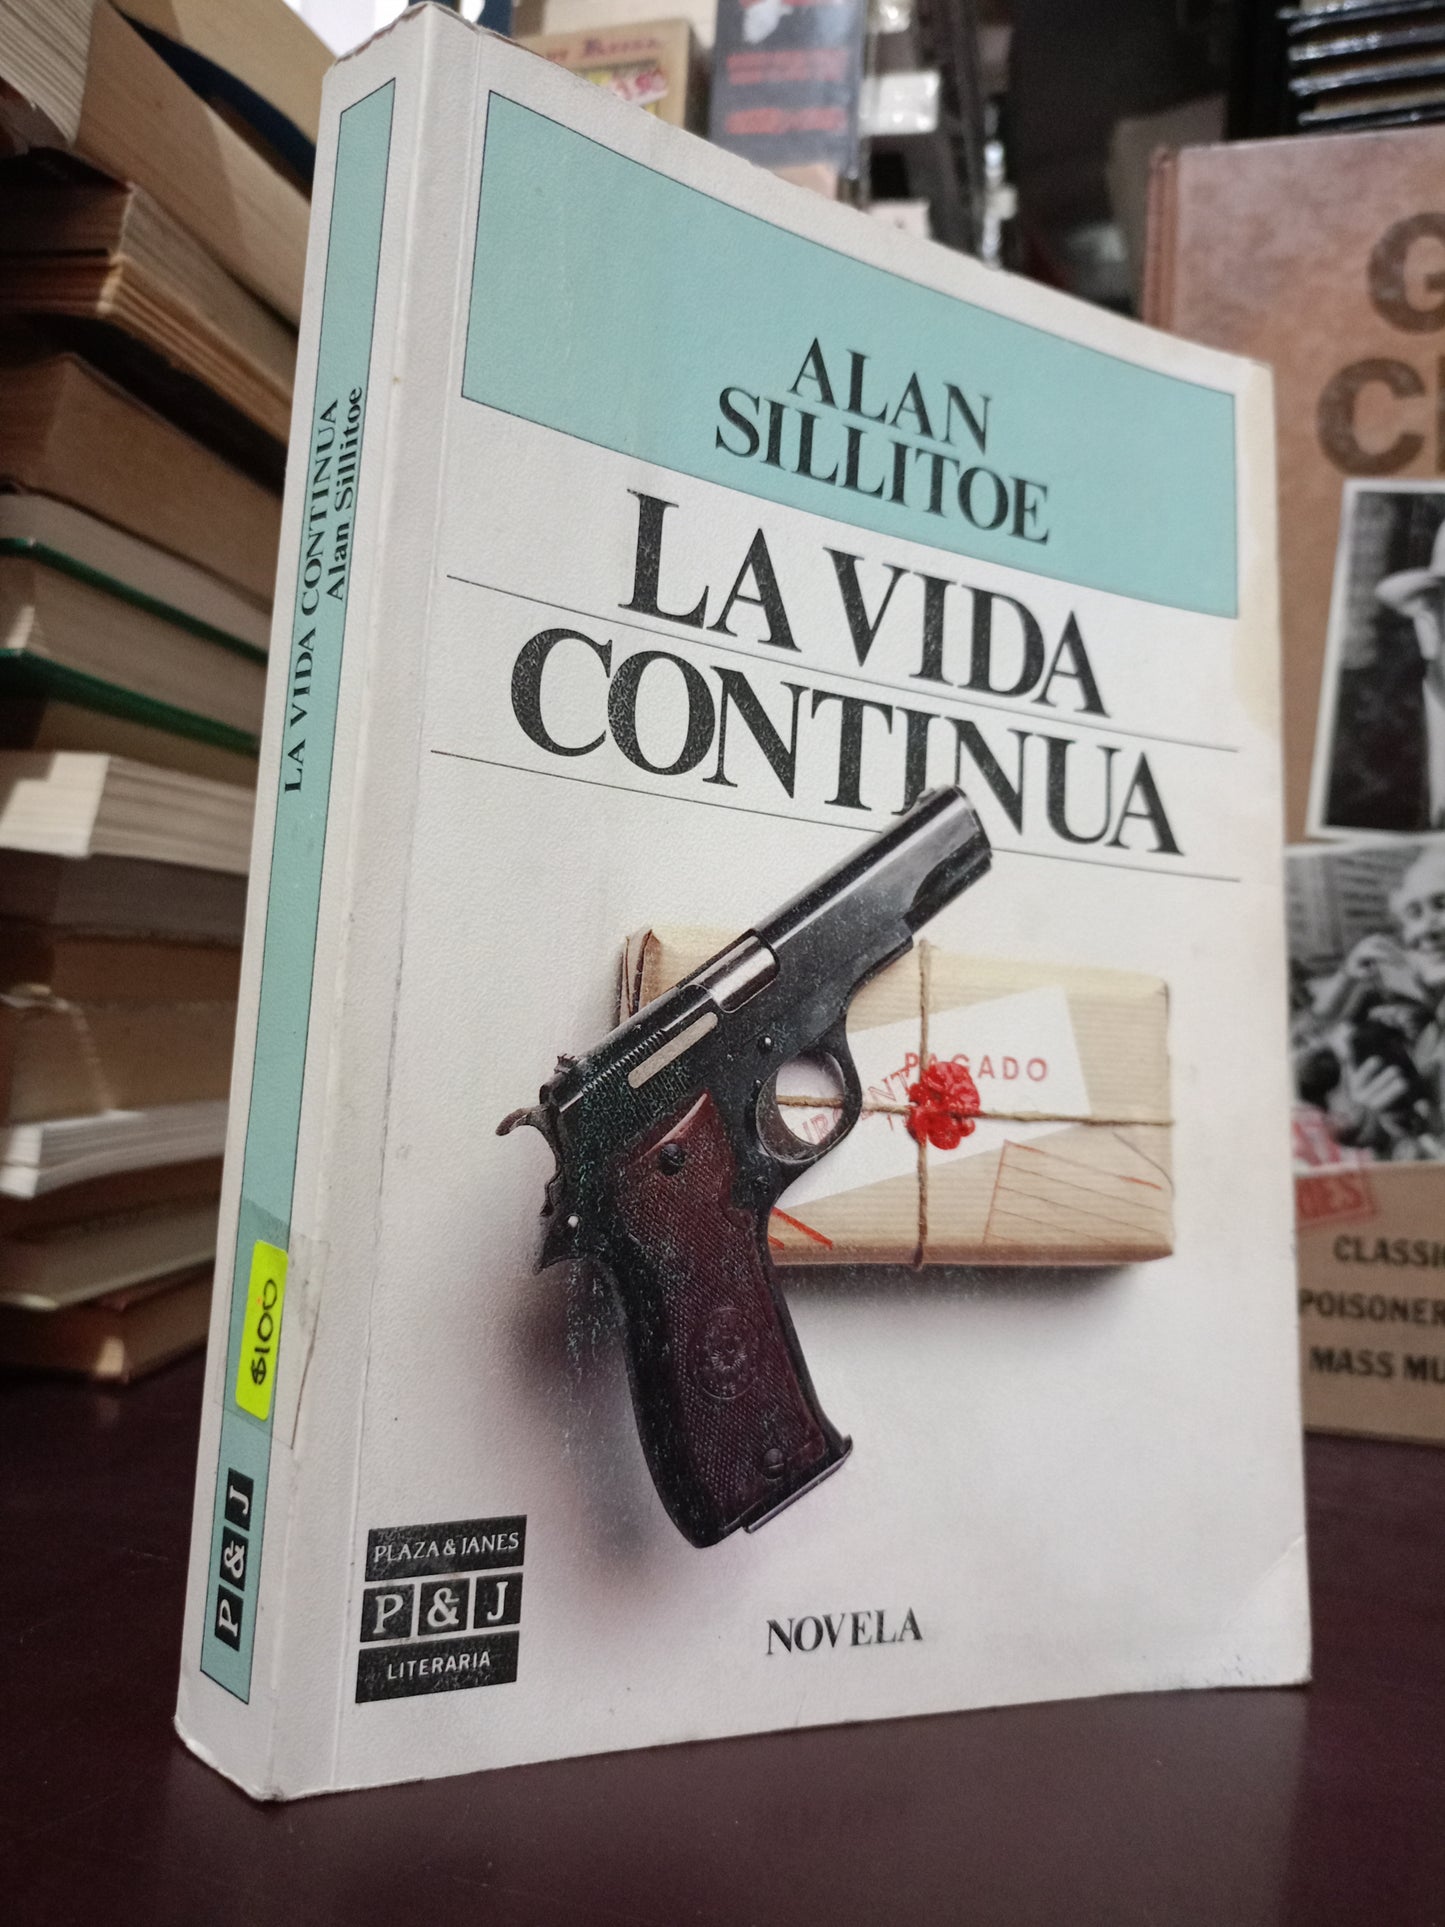 ALAN
SILLITOE
LA VIDA
CONTINUA
PAGADO
NOVELA
PLAZA & JANES
P & J
LITERARIA
LA VIDA CONTINUA
Alan Sillitoe
$100
P & J
CLASSI
POISONER
MASS MU